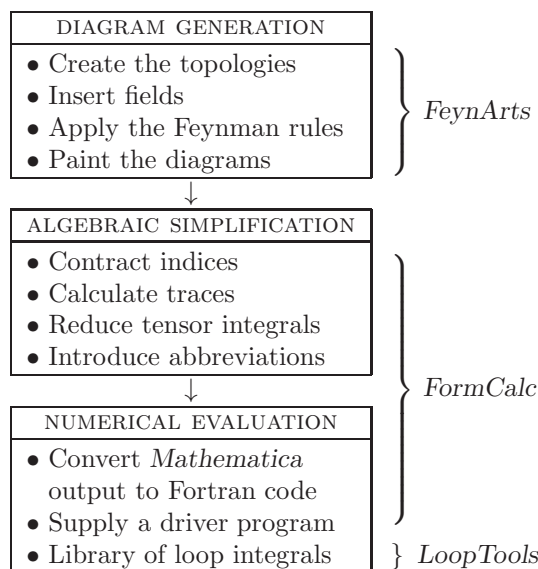 DIAGRAM GENERATION
• Create the topologies
• Insert fields
• Apply the Feynman rules
• Paint the diagrams
} FeynArts
↓
ALGEBRAIC SIMPLIFICATION
• Contract indices
• Calculate traces
• Reduce tensor integrals
• Introduce abbreviations
↓
} FormCalc
NUMERICAL EVALUATION
• Convert Mathematica
output to Fortran code
• Supply a driver program
• Library of loop integrals } LoopTools